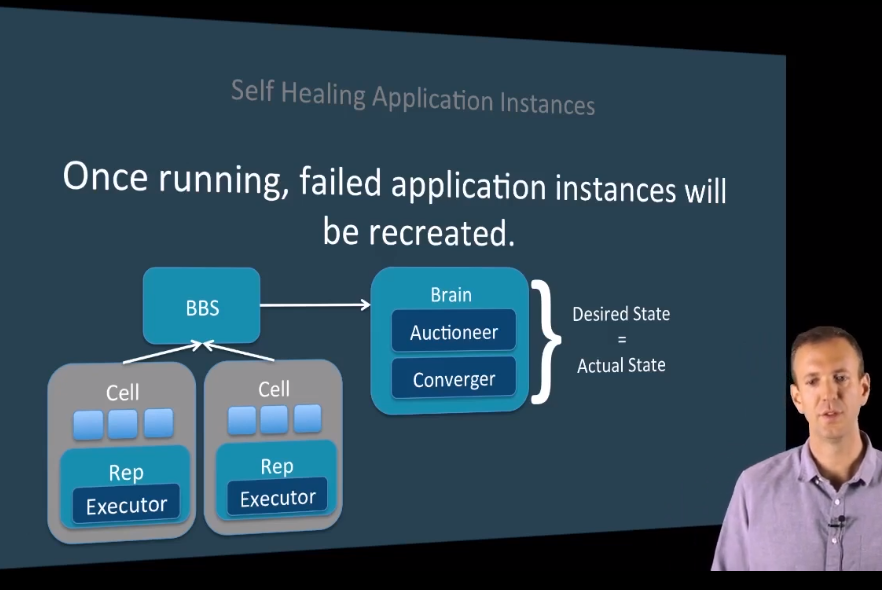 Self Healing Application Instances
Once running, failed application instances will
be recreated.
BBS
Brain
Auctioneer
Converger
Desired State
=
Actual State
Cell
Rep
Executor
Cell
Rep
Executor